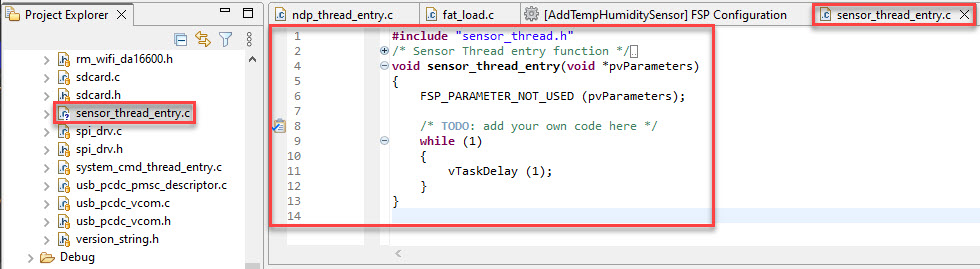 Project Explorer
rm_wifi_da16600.h
sdcard.c
sdcard.h
sensor_thread_entry.c
spi_drv.c
spi_drv.h
system_cmd_thread_entry.c
usb_pcdc_pmsc_descriptor.c
usb_pcdc_vcom.c
usb_pcdc_vcom.h
version_string.h
Debug
ndp_thread_entry.c
fat_load.c
[AddTempHumiditySensor] FSP Configuration
sensor_thread_entry.c
1 #include "sensor_thread.h"
2 /* Sensor Thread entry function */
4 void sensor_thread_entry(void *pvParameters)
5 {
6 FSP_PARAMETER_NOT_USED (pvParameters);
7
8 /* TODO: add your own code here */
9 while (1)
10 {
11 vTaskDelay (1);
12 }
13 }
14